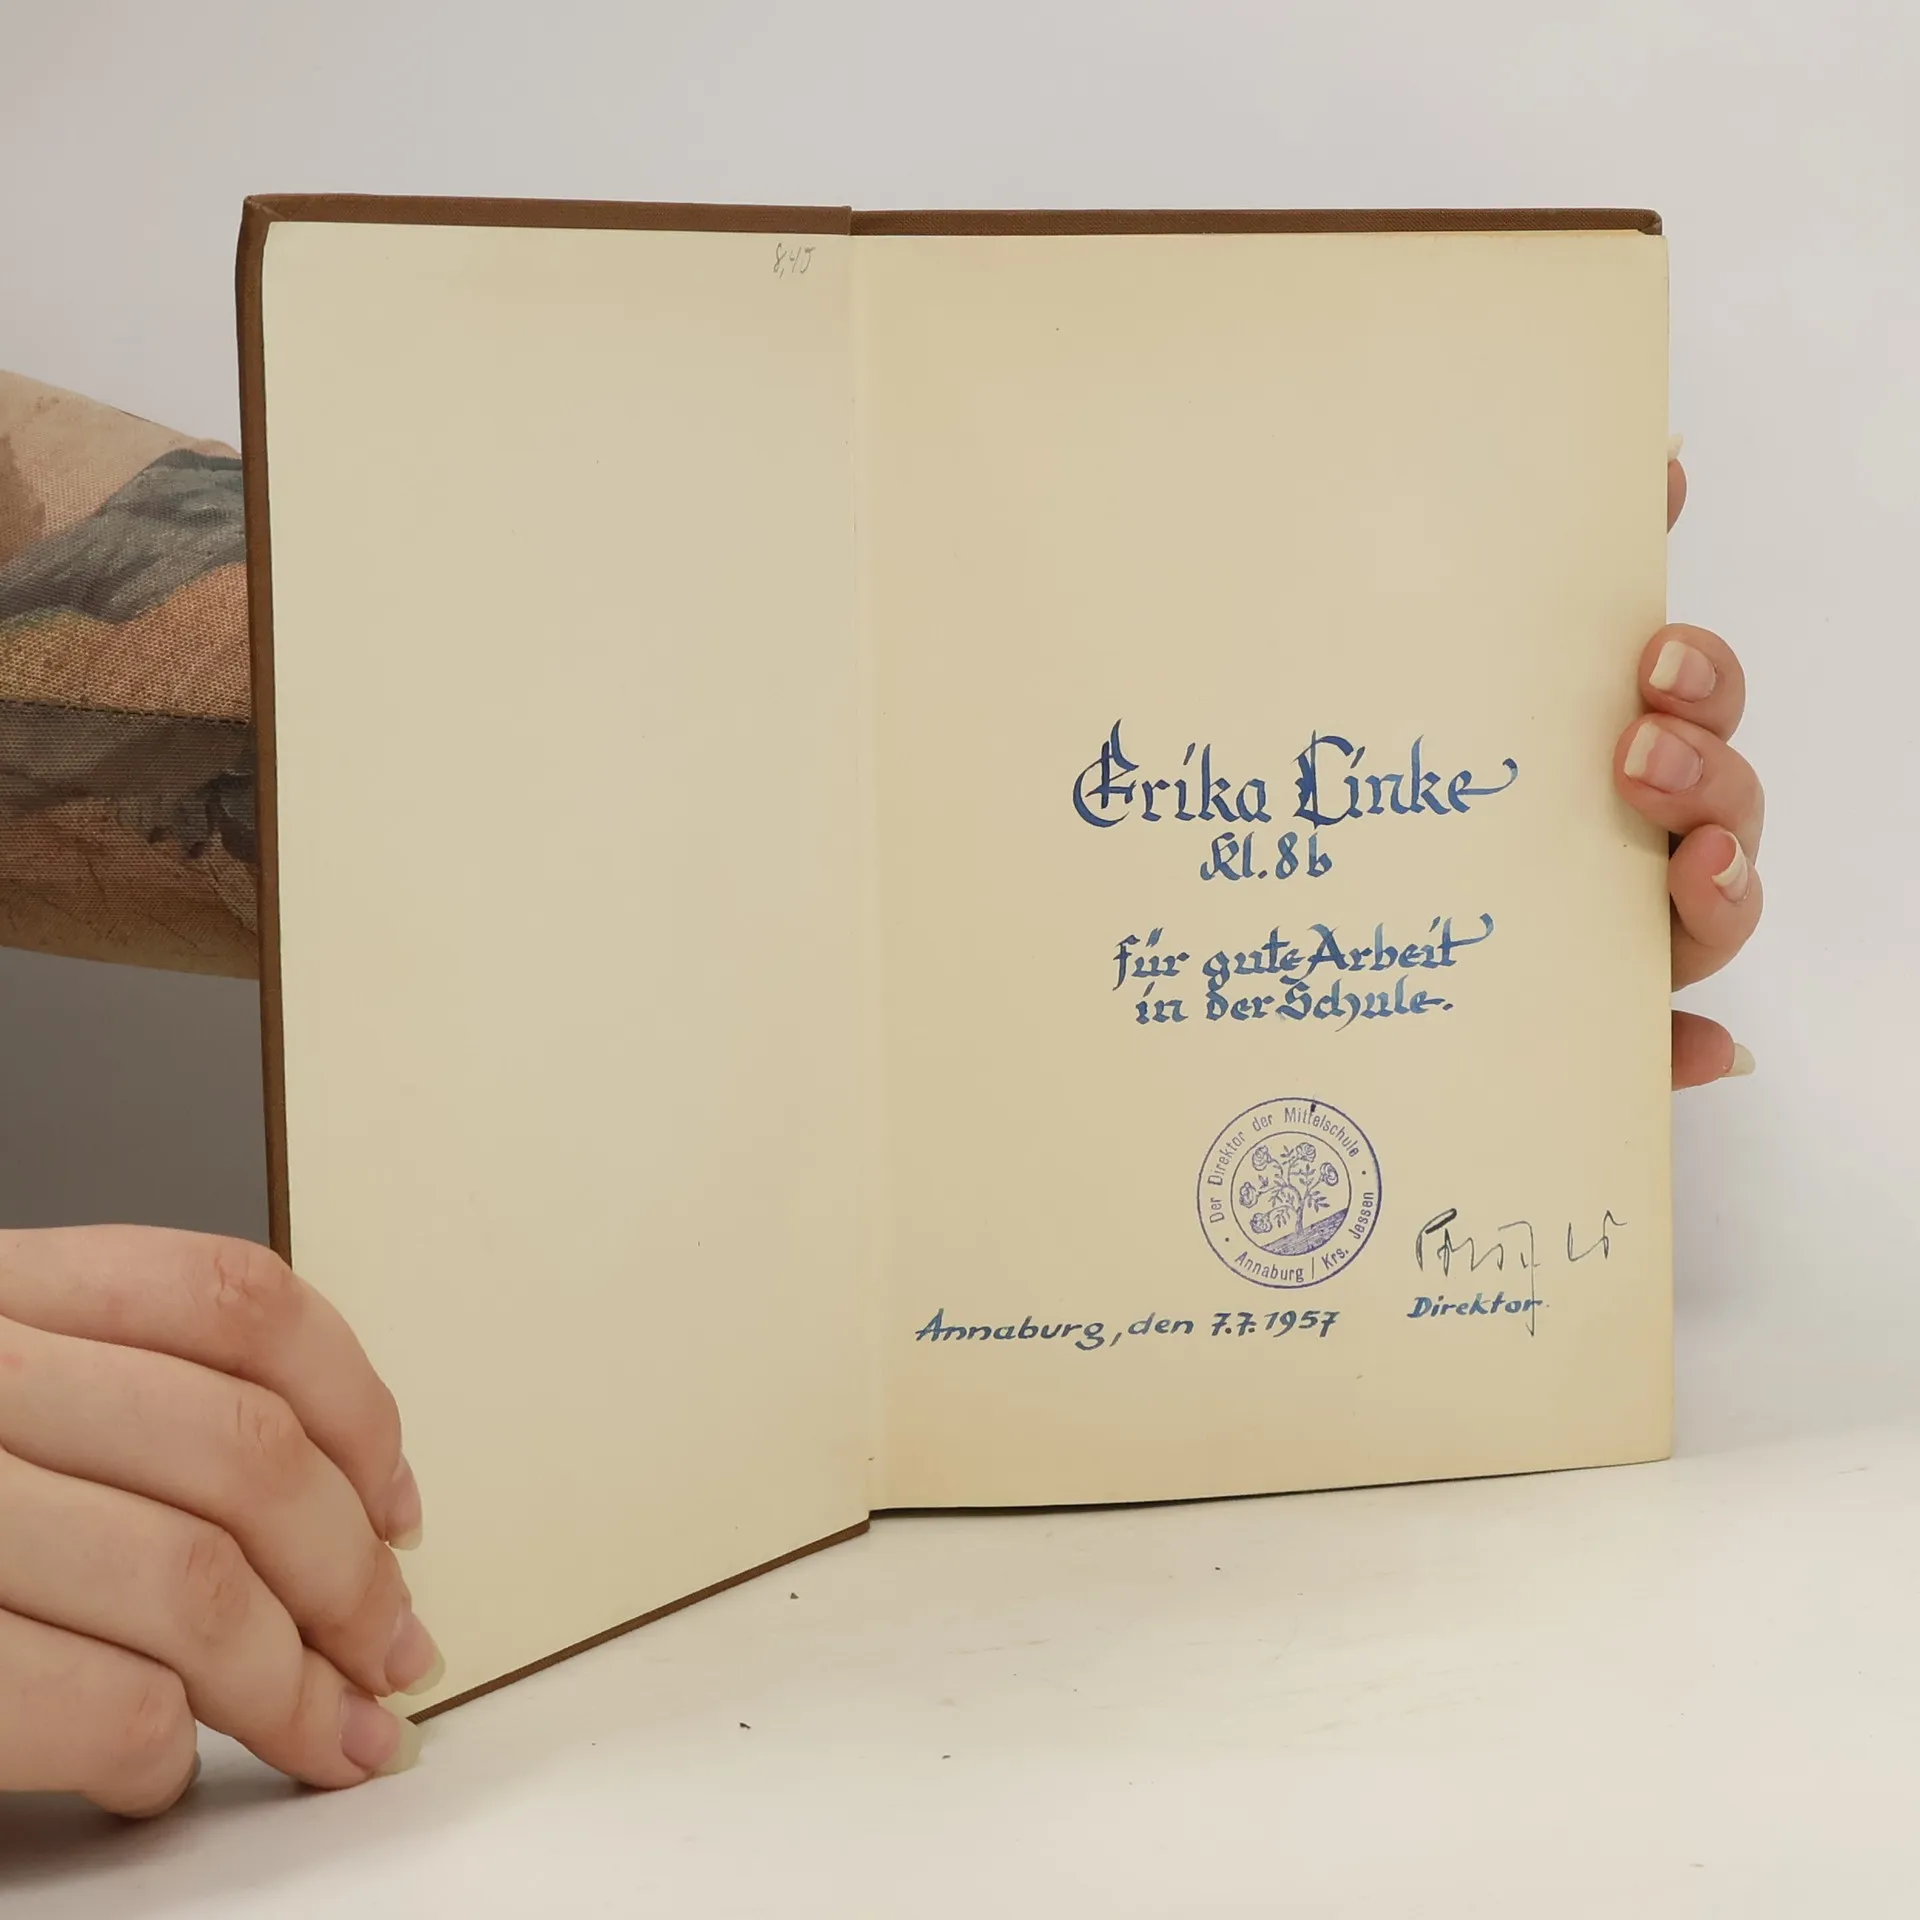 8,45
Erika Linke
Kl. 8b
für gute Arbeit
in der Schule.
Der Direktor der Mittelschule
Annaburg / Krs. Jessen
Direktor
Annaburg, den 7.7.1957